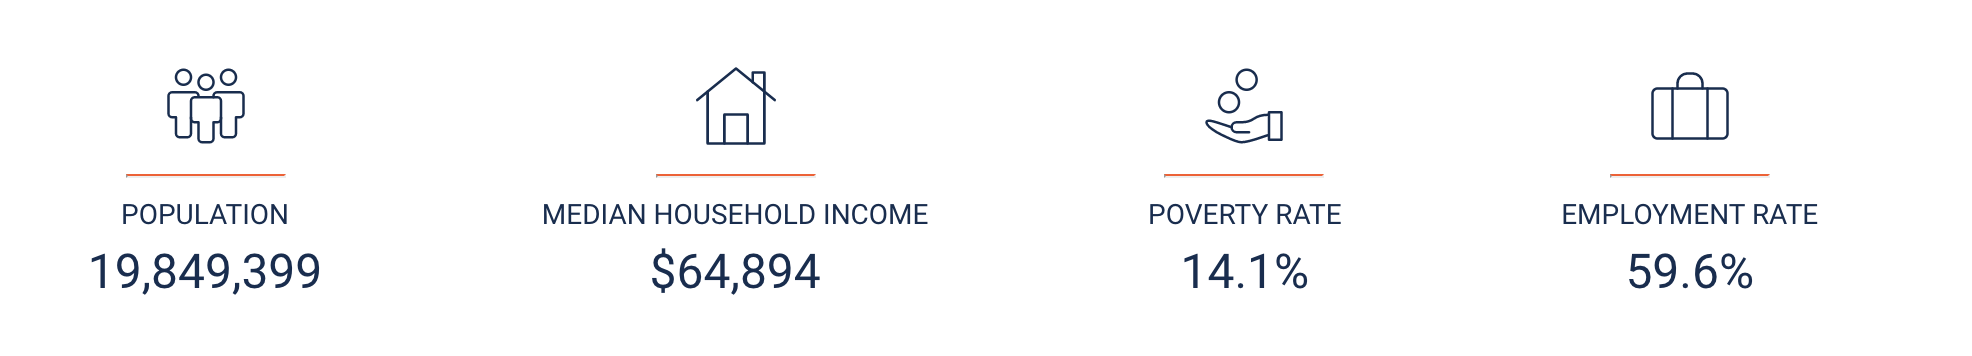 POPULATION
19,849,399
MEDIAN HOUSEHOLD INCOME
$64,894
POVERTY RATE
14.1%
EMPLOYMENT RATE
59.6%